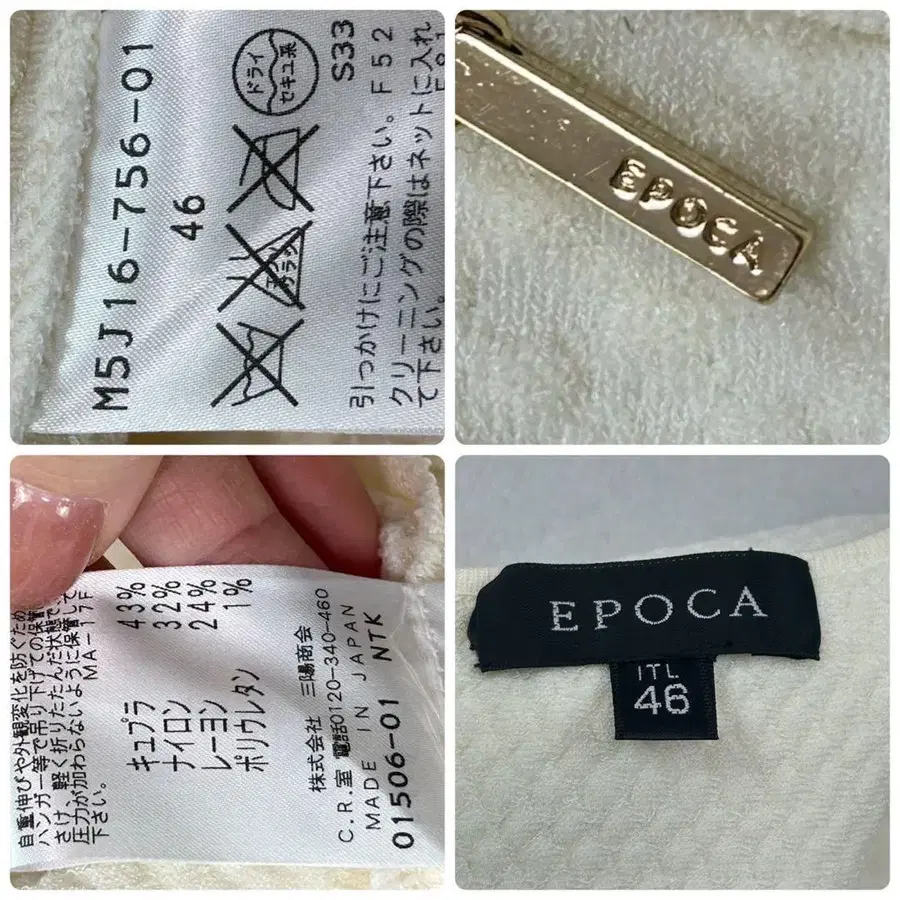 M5J16-756-01
46
ドライ
セキユ系
エンソ
サラシ
S33
引っかけにご注意下さい。F52
クリーニングの際はネットに入れ
て下さい。
EPOCA
自重伸びや外観変化を防ぐため
ハンガー等で吊り下げての保管は
さけ、軽く折りたたんだ状態で、
圧力が加わらないように保管して
下さい。 MA-17F
キュプラ 43%
ナイロン 32%
レーヨン 24%
ポリウレタン 1%
株式会社 三陽商会
C.R.室 電話0120-340-460
MADE IN JAPAN
01506-01 NTK
EPOCA
ITL
46